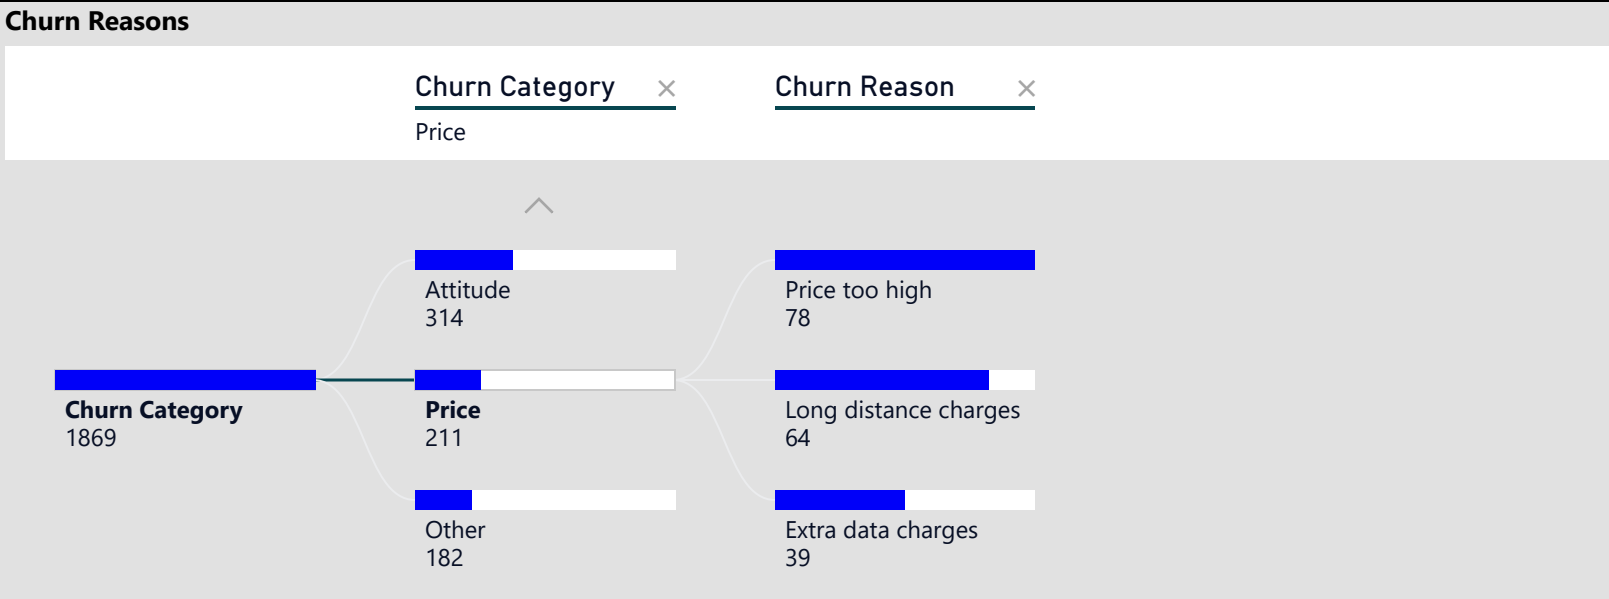 Churn Reasons
Churn Category
Churn Reason
Price
Attitude
314
Price too high
78
Churn Category
1869
Price
211
Long distance charges
64
Other
182
Extra data charges
39